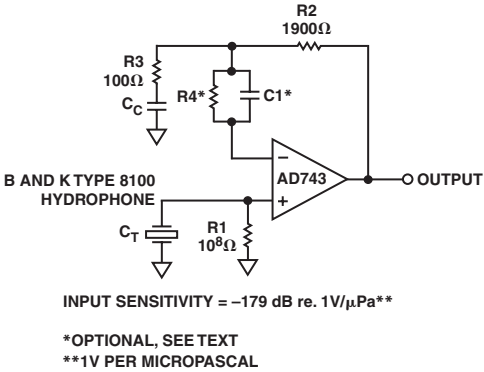 R2
1900Ω
R3
100Ω
R4*
C1*
CC
AD743
OUTPUT
B AND K TYPE 8100
HYDROPHONE
CT
R1
10⁸Ω
INPUT SENSITIVITY = –179 dB re. 1V/μPa**
*OPTIONAL, SEE TEXT
**1V PER MICROPASCAL